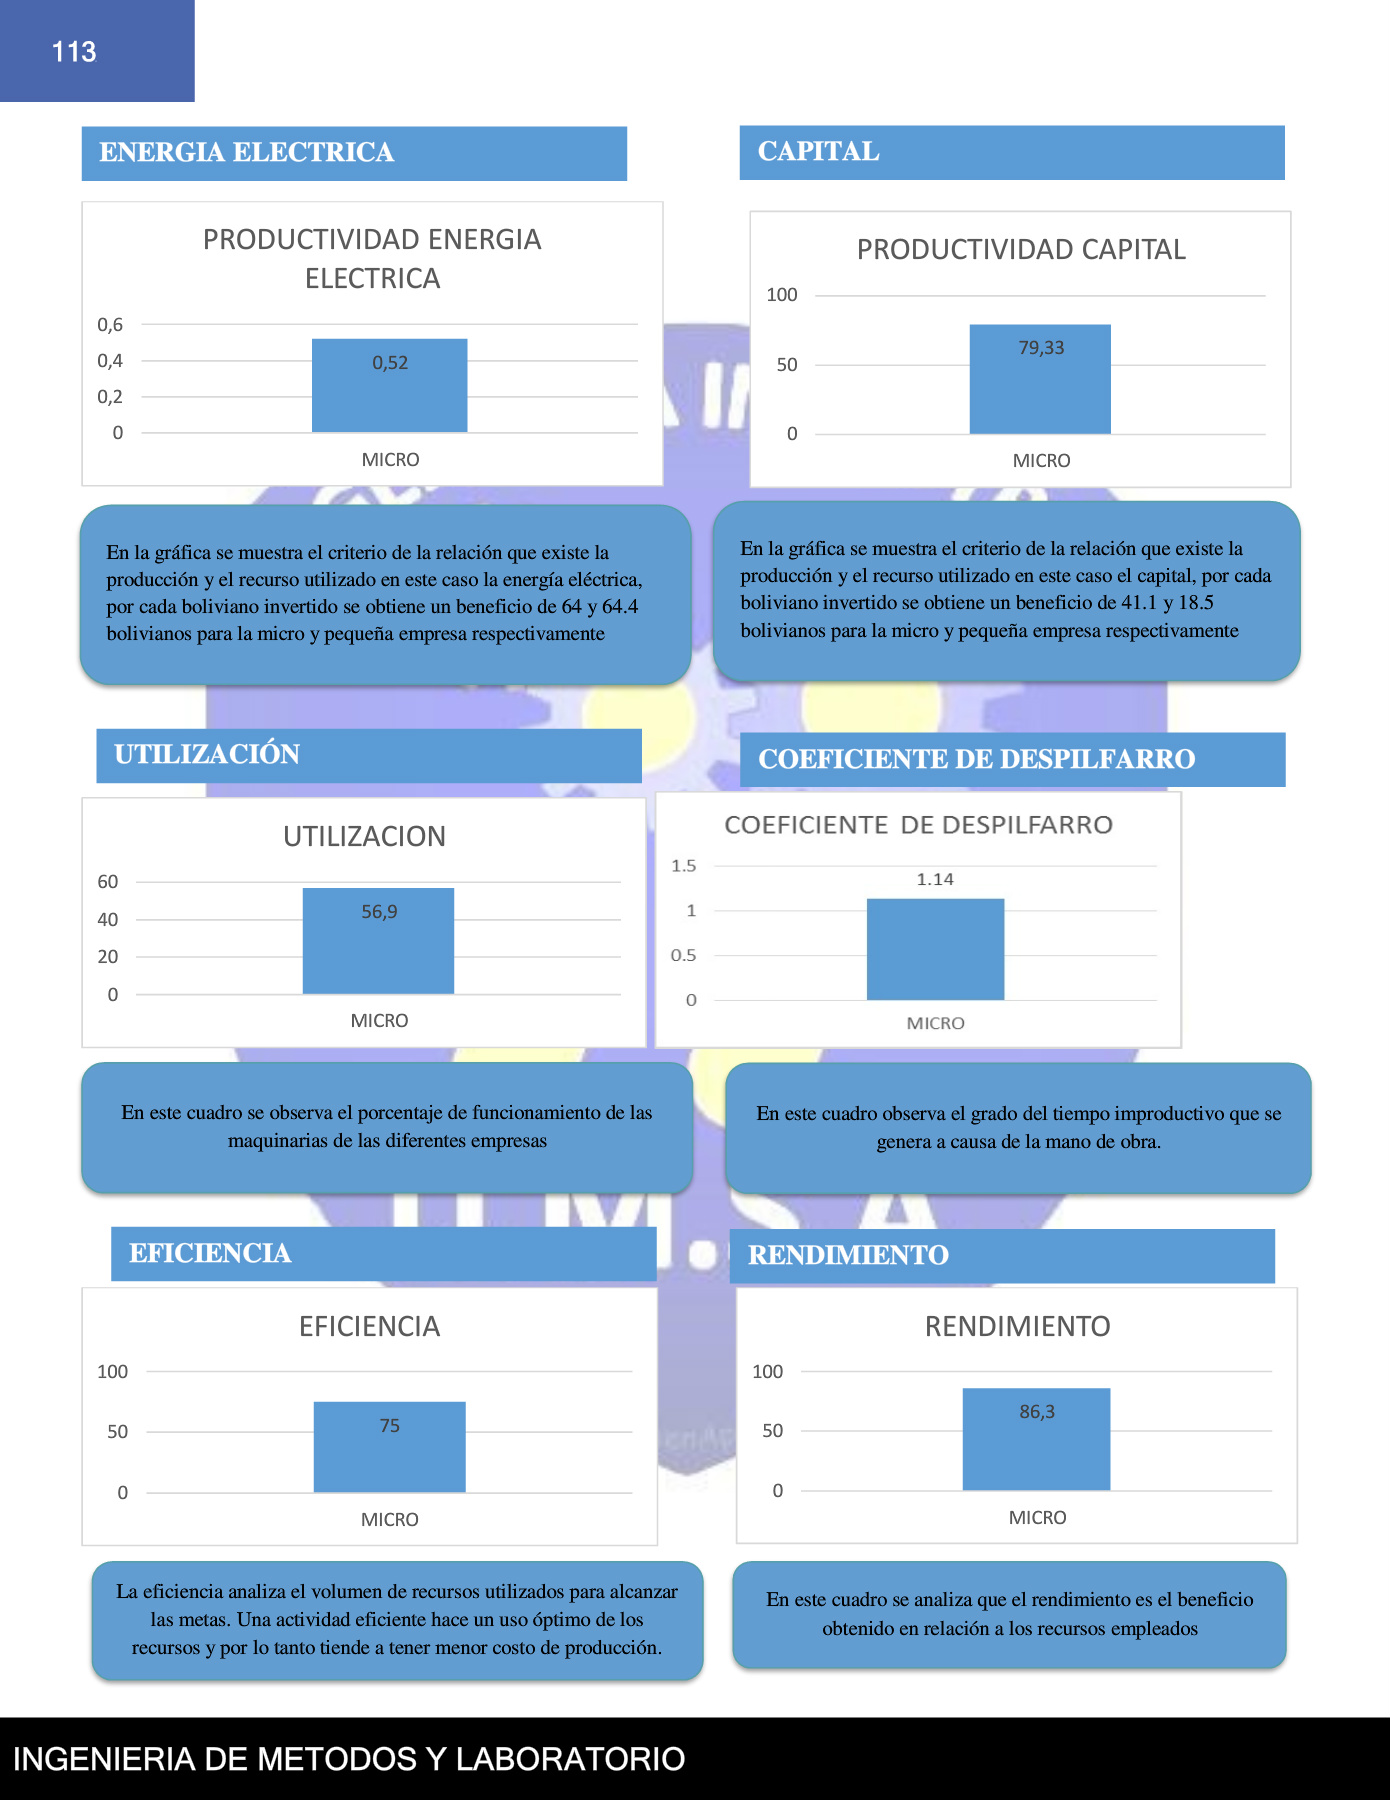 113
ENERGIA ELECTRICA
PRODUCTIVIDAD ENERGIA
ELECTRICA
0,6
0,4
0,2
0
0,52
MICRO
En la gráfica se muestra el criterio de la relación que existe la
producción y el recurso utilizado en este caso la energía eléctrica,
por cada boliviano invertido se obtiene un beneficio de 64 y 64.4
bolivianos para la micro y pequeña empresa respectivamente
CAPITAL
PRODUCTIVIDAD CAPITAL
100
50
0
79,33
MICRO
En la gráfica se muestra el criterio de la relación que existe la
producción y el recurso utilizado en este caso el capital, por cada
boliviano invertido se obtiene un beneficio de 41.1 y 18.5
bolivianos para la micro y pequeña empresa respectivamente
UTILIZACIÓN
UTILIZACION
60
40
20
0
56,9
MICRO
En este cuadro se observa el porcentaje de funcionamiento de las
maquinarias de las diferentes empresas
COEFICIENTE DE DESPILFARRO
COEFICIENTE DE DESPILFARRO
1.5
1
0.5
0
1.14
MICRO
En este cuadro observa el grado del tiempo improductivo que se
genera a causa de la mano de obra.
EFICIENCIA
EFICIENCIA
100
50
0
75
MICRO
La eficiencia analiza el volumen de recursos utilizados para alcanzar
las metas. Una actividad eficiente hace un uso óptimo de los
recursos y por lo tanto tiende a tener menor costo de producción.
RENDIMIENTO
RENDIMIENTO
100
50
0
86,3
MICRO
En este cuadro se analiza que el rendimiento es el beneficio
obtenido en relación a los recursos empleados
INGENIERIA DE METODOS Y LABORATORIO